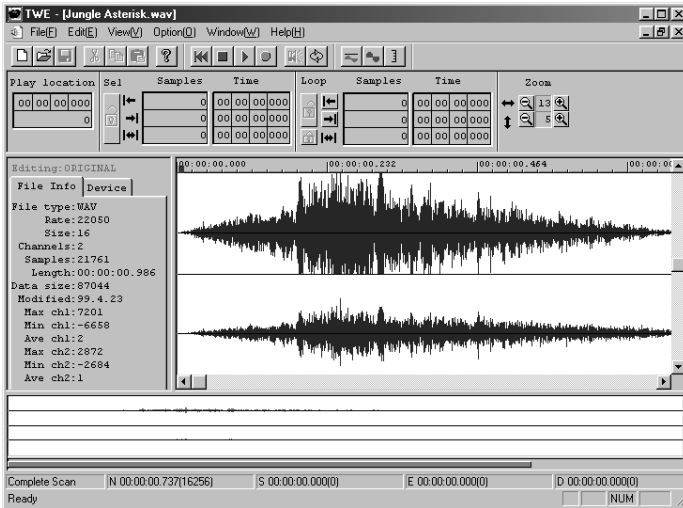 TWE - [Jungle Asterisk.wav]
File(F) Edit(E) View(V) Option(O) Window(W) Help(H)
Play location Sel Samples Time Loop Samples Time Zoom
00 00 00 000 0 00 00 00 000 0 00 00 00 000 13
0 0 00 00 00 000 0 00 00 00 000 5
0 00 00 00 000 0 00 00 00 000
Editing:ORIGINAL
File Info Device
File type:WAV
Rate:22050
Size:16
Channels:2
Samples:21761
Length:00:00:00.986
Data size:87044
Modified:99.4.23
Max ch1:7201
Min ch1:-6658
Ave ch1:2
Max ch2:2872
Min ch2:-2684
Ave ch2:1
00:00:00.000 00:00:00.232 00:00:00.464 00:00:0
Complete Scan N 00:00:00.737(16256) S 00:00:00.000(0) E 00:00:00.000(0) D 00:00:00.000(0)
Ready NUM